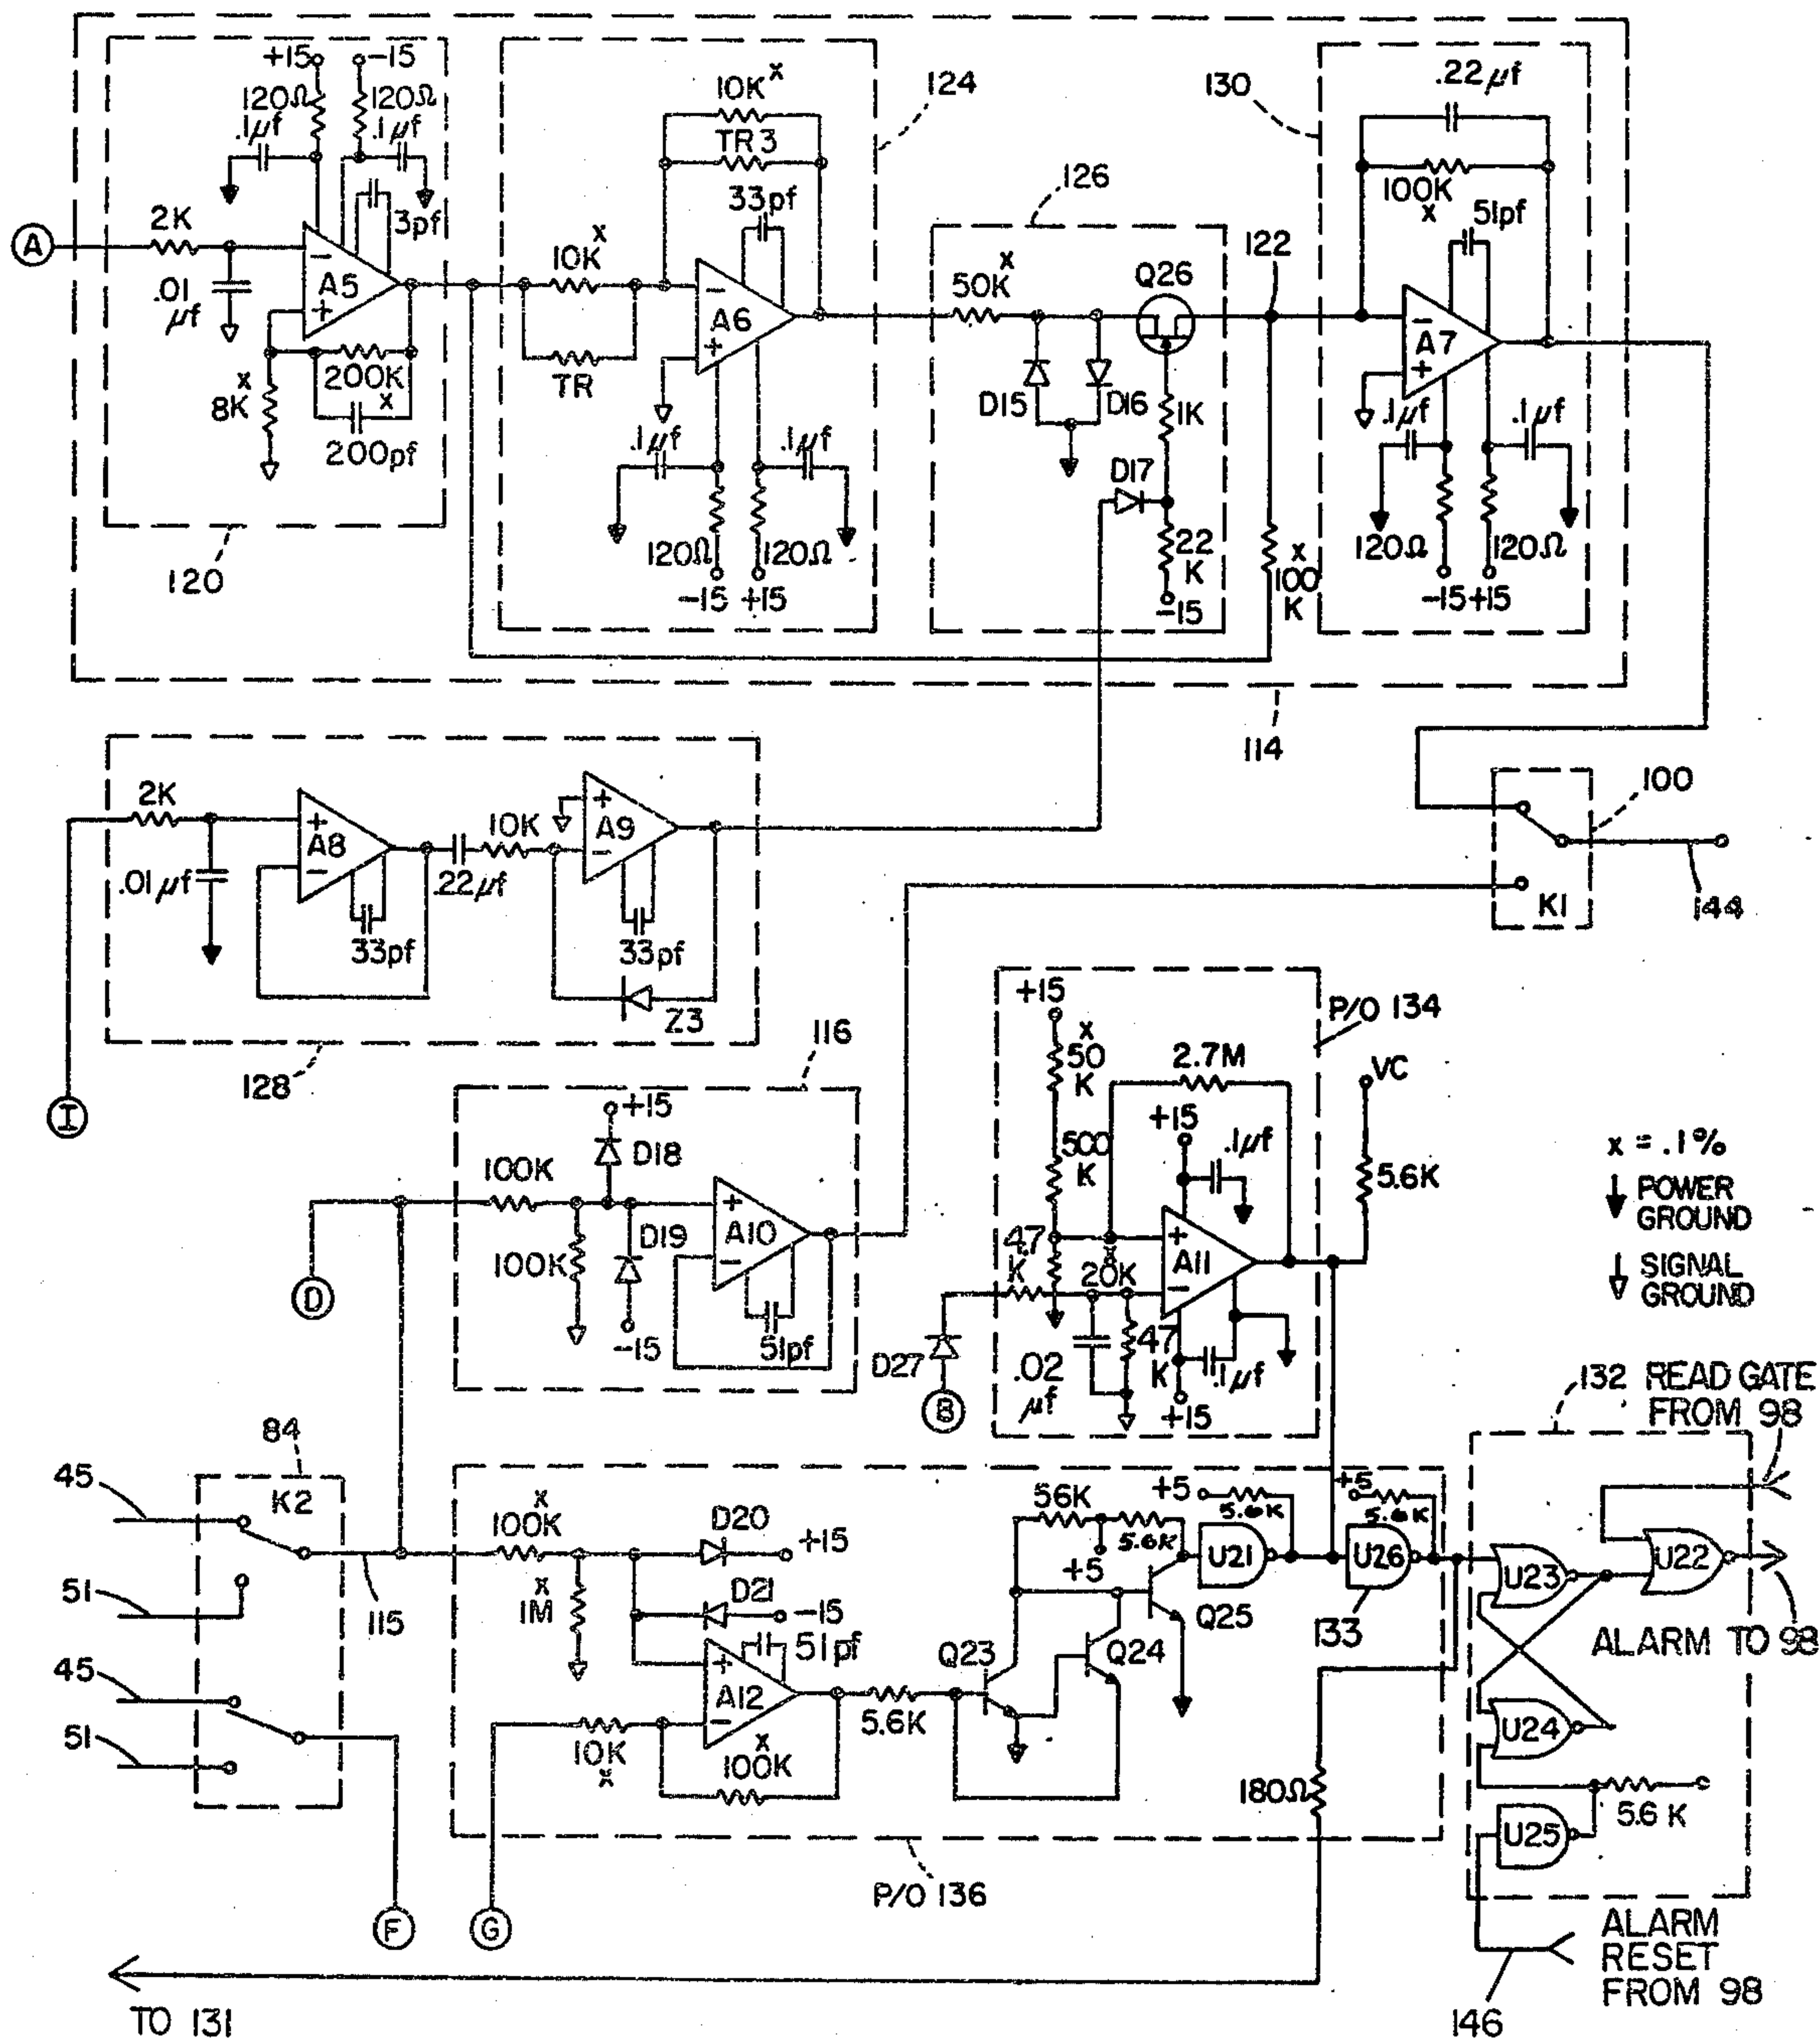 +15
-15
120Ω
120Ω
.1µf
.1µf
3pf
2K
A
.01
µf
-
A5
+
200K
x
x
8K
200pf
120
10K x
TR 3
33pf
10K x
TR
-
A6
+
.1µf
.1µf
120Ω
120Ω
-15 +15
124
126
50K x
Q26
D15
D16
1K
D17
22
K
-15
122
x
100
K
130
.22µf
100K
x
51pf
-
A7
+
.1µf
.1µf
120Ω
120Ω
-15 +15
114
2K
+
A8
-
.01µf
33pf
.22µf
10K
+
A9
-
33pf
Z3
128
I
100
K1
144
116
+15
D18
100K
D19
100K
-15
+
A10
-
51pf
D
P/O 134
+15
x
50
K
2.7M
VC
+15
.1µf
500
K
5.6K
4.7
K
x
20K
+
A11
-
D27
.02
µf
47
K
.1µf
+15
B
x = .1%
POWER
GROUND
SIGNAL
GROUND
132 READ GATE
FROM 98
84
45
K2
51
115
45
51
x
100K
D20
+15
x
1M
D21
-15
51pf
+
A12
-
10K
x
x
100K
5.6K
Q23
Q24
Q25
56K
5.6K
+5
+5
5.6K
U21
+5
5.6K
U26
133
U23
U22
ALARM TO 98
U24
5.6 K
U25
180Ω
P/O 136
F
G
ALARM
RESET
FROM 98
146
TO 131